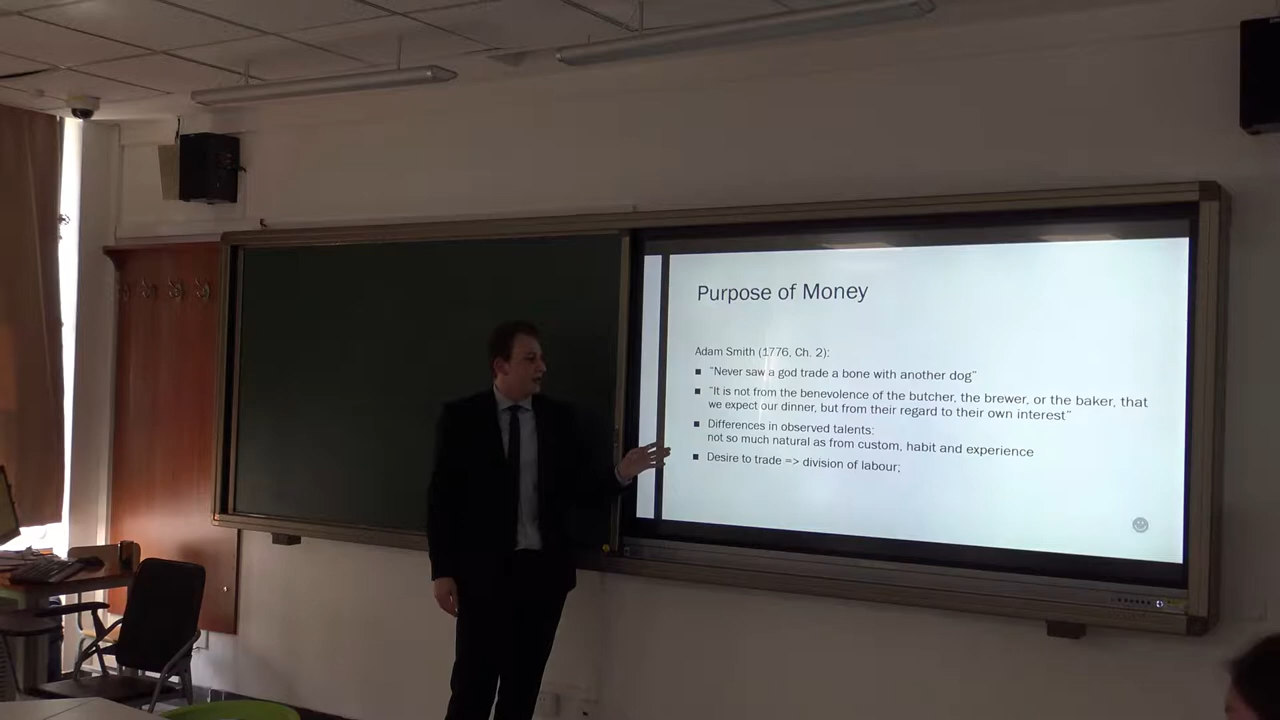 Purpose of Money
Adam Smith (1776, Ch. 2):
▪ "Never saw a god trade a bone with another dog"
▪ "It is not from the benevolence of the butcher, the brewer, or the baker, that
we expect our dinner, but from their regard to their own interest"
▪ Differences in observed talents:
not so much natural as from custom, habit and experience
▪ Desire to trade => division of labour;